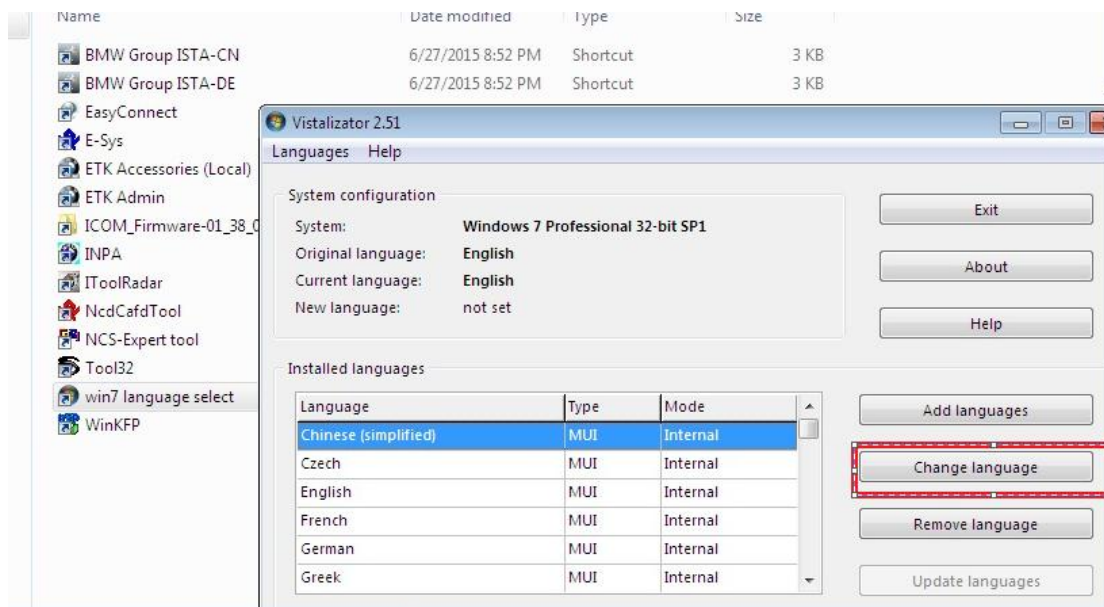 Name Date modified Type Size
BMW Group ISTA-CN 6/27/2015 8:52 PM Shortcut 3 KB
BMW Group ISTA-DE 6/27/2015 8:52 PM Shortcut 3 KB
EasyConnect
E-Sys
ETK Accessories (Local)
ETK Admin
ICOM_Firmware-01_38_0
INPA
IToolRadar
NcdCafdTool
NCS-Expert tool
Tool32
win7 language select
WinKFP
Vistalizator 2.51
Languages Help
System configuration
System: Windows 7 Professional 32-bit SP1
Original language: English
Current language: English
New language: not set
Exit
About
Help
Installed languages
Language Type Mode
Chinese (simplified) MUI Internal
Czech MUI Internal
English MUI Internal
French MUI Internal
German MUI Internal
Greek MUI Internal
Add languages
Change language
Remove language
Update languages